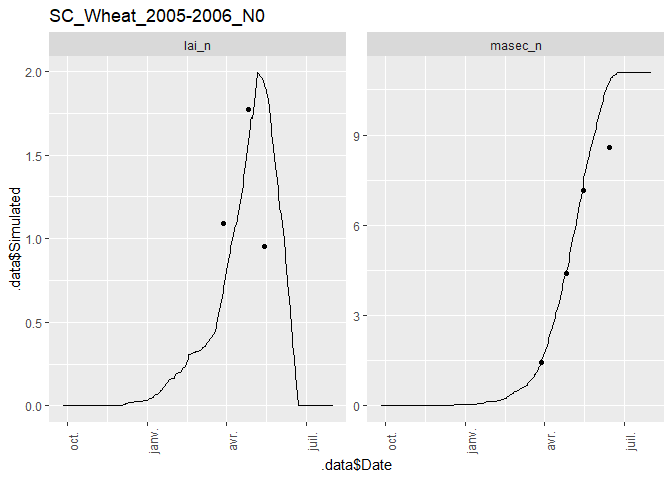 SC_Wheat_2005-2006_N0
lai_n
masec_n
.data$Simulated
2.0
1.5
1.0
0.5
0.0
9
6
3
0
oct.
janv.
avr.
juil.
oct.
janv.
avr.
juil.
.data$Date